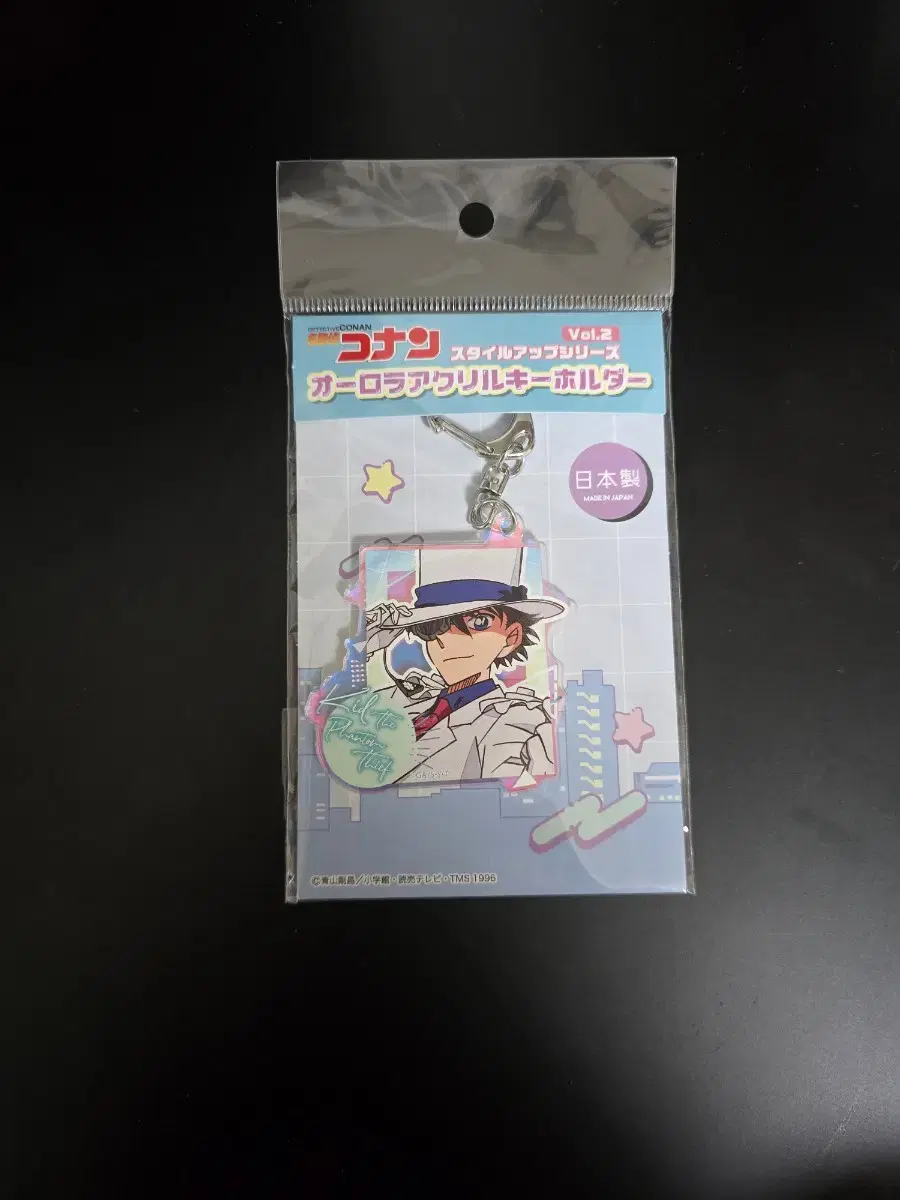 DETECTIVE CONAN
名探偵コナン
Vol.2
スタイルアップシリーズ
オーロラアクリルキーホルダー
日本製
MADE IN JAPAN
Kid the
Phantom
Thief
©青山剛昌/小学館・読売テレビ・TMS 1996